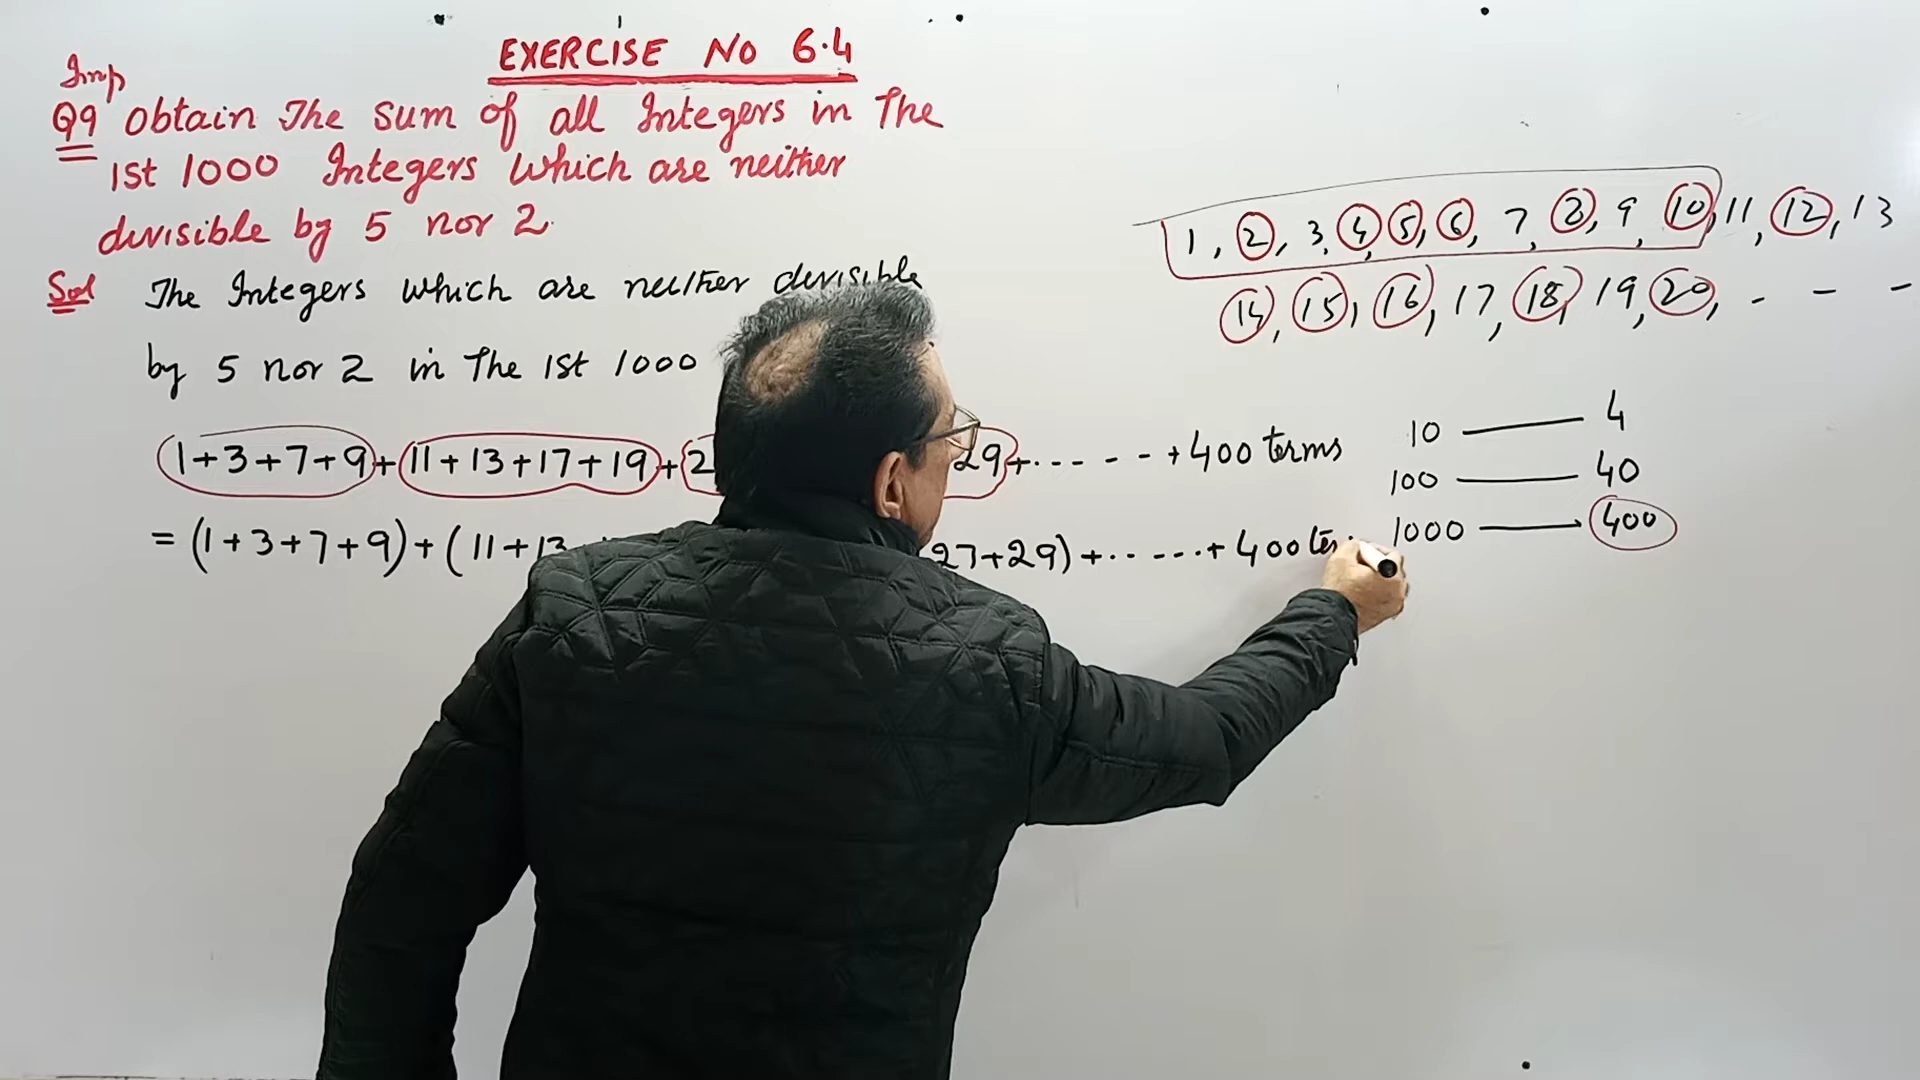 EXERCISE NO 6.4
Imp
Q9 obtain The Sum of all Integers in The
1st 1000 Integers which are neither
divisible by 5 nor 2.
Sol The Integers which are neither devisible
by 5 nor 2 in The 1st 1000
1+3+7+9+11+13+17+19+2 29+.----+400 terms
=(1+3+7+9)+(11+13 27+29)+.....+400 ter
1, 2, 3, 4, 5, 6, 7, 8, 9, 10, 11, 12, 13
14, 15, 16, 17, 18, 19, 20, - - -
10 — 4
100 — 40
1000 → 400